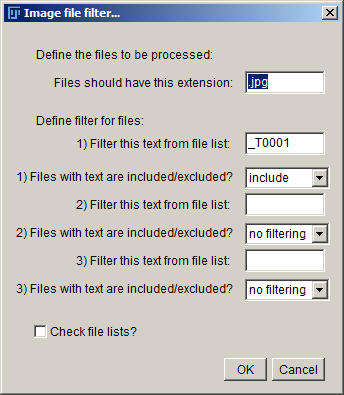 Image file filter...
Define the files to be processed:
Files should have this extension: .jpg
Define filter for files:
1) Filter this text from file list: _T0001
1) Files with text are included/excluded? include
2) Filter this text from file list:
2) Files with text are included/excluded? no filtering
3) Filter this text from file list:
3) Files with text are included/excluded? no filtering
Check file lists?
OK Cancel